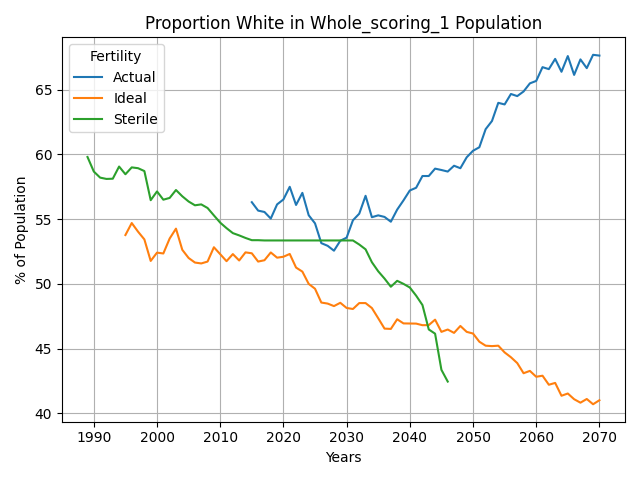 Proportion White in Whole_scoring_1 Population
Fertility
Actual
Ideal
Sterile
% of Population
65
60
55
50
45
40
1990 2000 2010 2020 2030 2040 2050 2060 2070
Years